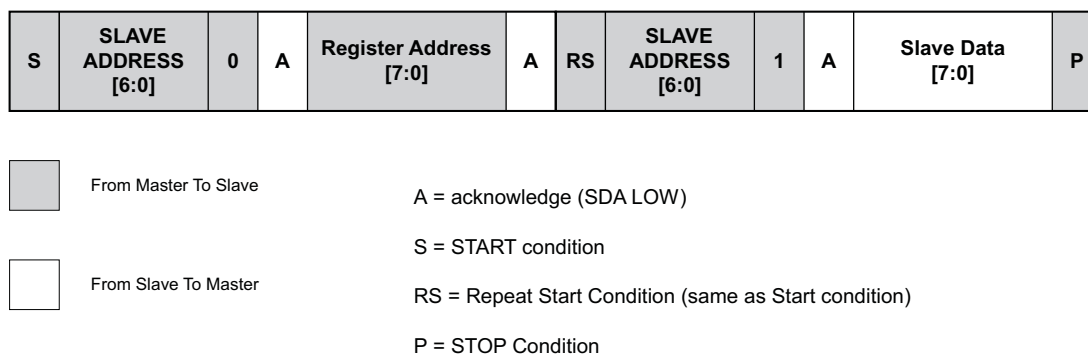 S SLAVE ADDRESS [6:0] 0 A Register Address [7:0] A RS SLAVE ADDRESS [6:0] 1 A Slave Data [7:0] P
From Master To Slave
A = acknowledge (SDA LOW)
S = START condition
From Slave To Master
RS = Repeat Start Condition (same as Start condition)
P = STOP Condition